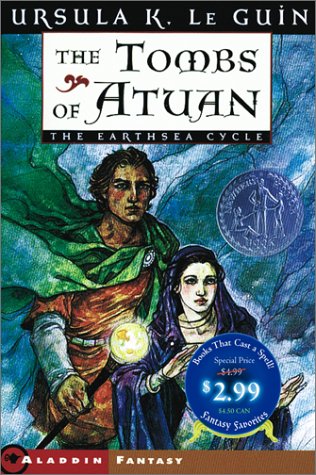 URSULA K. LE GUIN
THE TOMBS
OF ATUAN
THE EARTHSEA CYCLE
Books That Cast a Spell!
Special Price
$4.99
$2.99
$4.50 CAN
Fantasy Favorites
ALADDIN FANTASY